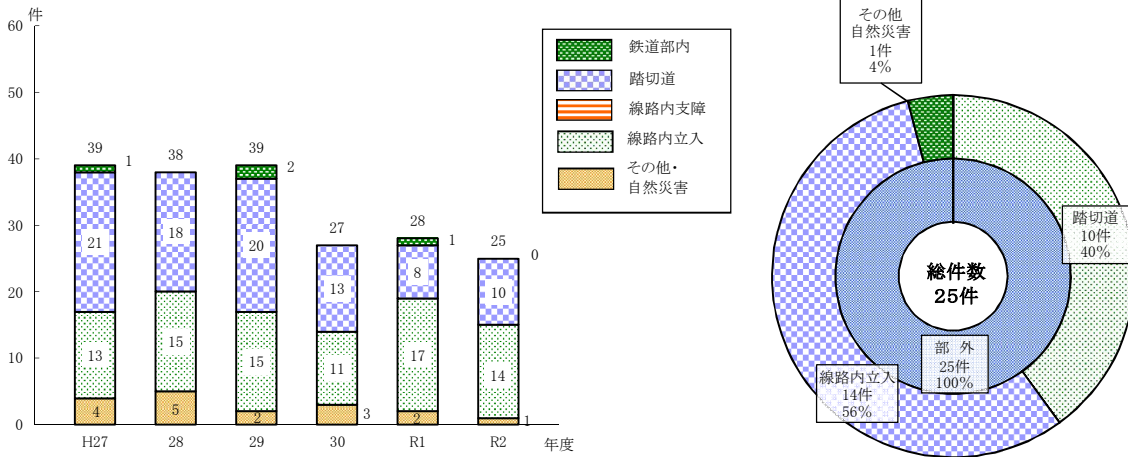 件
60
50
40
30
20
10
0
39
1
21
13
4
38
18
15
5
39
2
20
15
2
27
13
11
3
28
1
8
17
2
25
0
10
14
1
H27
28
29
30
R1
R2
年度
鉄道部内
踏切道
線路内支障
線路内立入
その他・
自然災害
その他
自然災害
1件
4%
踏切道
10件
40%
総件数
25件
部 外
25件
100%
線路内立入
14件
56%